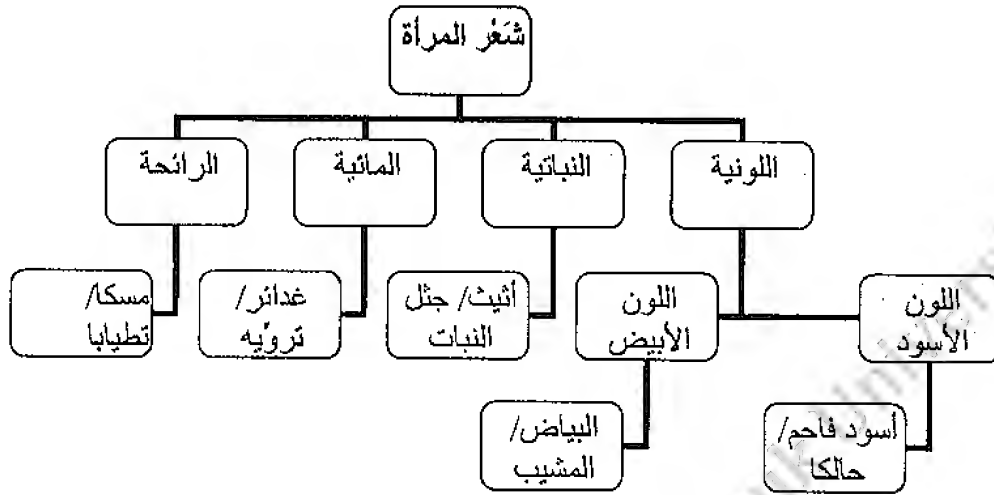 شَعْر المرأة
اللونية
النباتية
المائية
الرائحة
اللون
الأسود
اللون
الأبيض
أثيث/ جثل
النبات
غدائر/
تروّيه
مسكا/
تطيابا
أسود فاحم/
حالكا
البياض/
المشيب